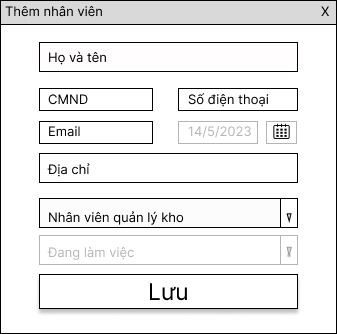 Thêm nhân viên X
Họ và tên
CMND Số điện thoại
Email 14/5/2023
Địa chỉ
Nhân viên quản lý kho
Đang làm việc
Lưu